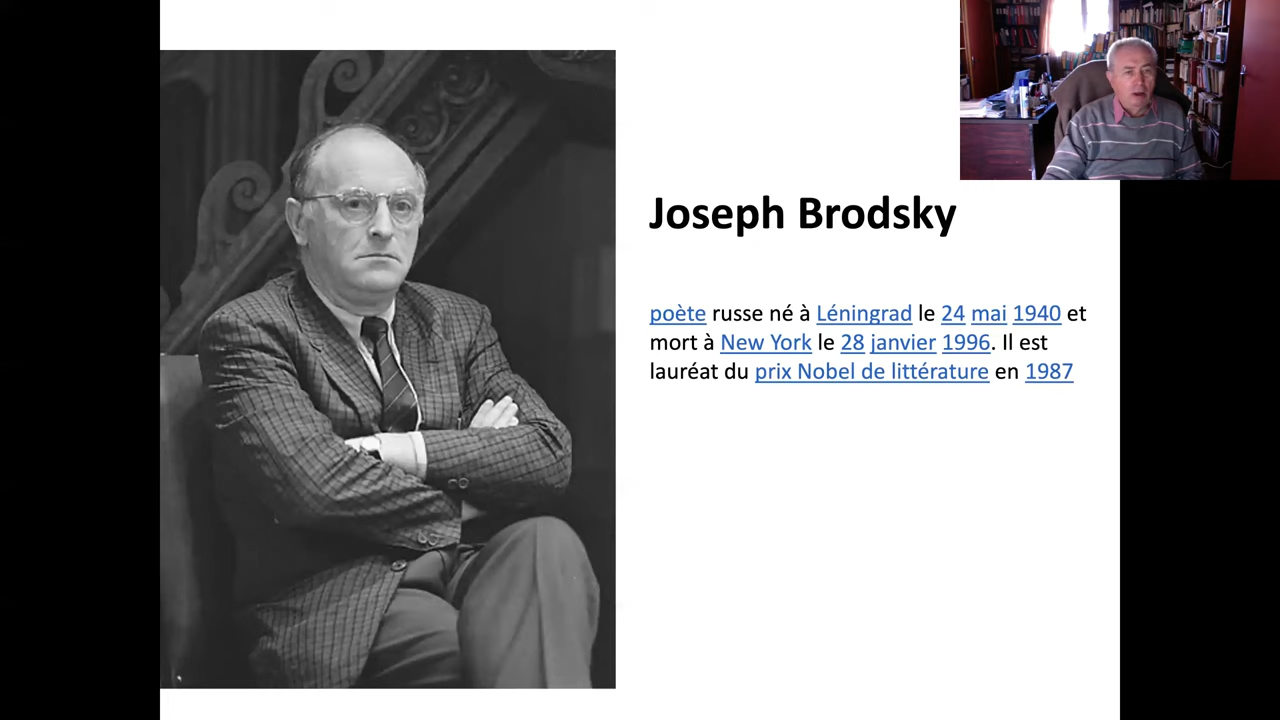 Joseph Brodsky
poète russe né à Léningrad le 24 mai 1940 et
mort à New York le 28 janvier 1996. Il est
lauréat du prix Nobel de littérature en 1987